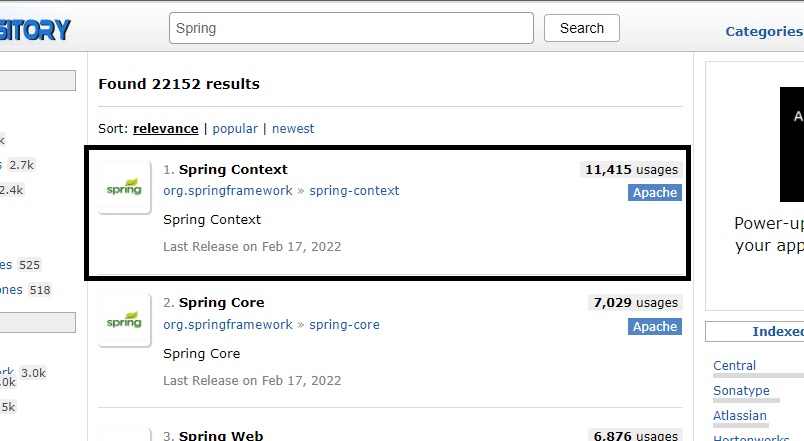 SITORY
Spring
Search
Categories
Found 22152 results
Sort: relevance | popular | newest
1. Spring Context
11,415 usages
org.springframework » spring-context
Apache
Spring Context
Last Release on Feb 17, 2022
spring
2. Spring Core
7,029 usages
org.springframework » spring-core
Apache
Spring Core
Last Release on Feb 17, 2022
spring
3. Spring Web
6,876 usages
k
s 2.7k
2.4k
es 525
ones 518
rk 3.0k
.0k
5k
A
Power-up
your app
Indexed
Central
Sonatype
Atlassian
Hortonworks